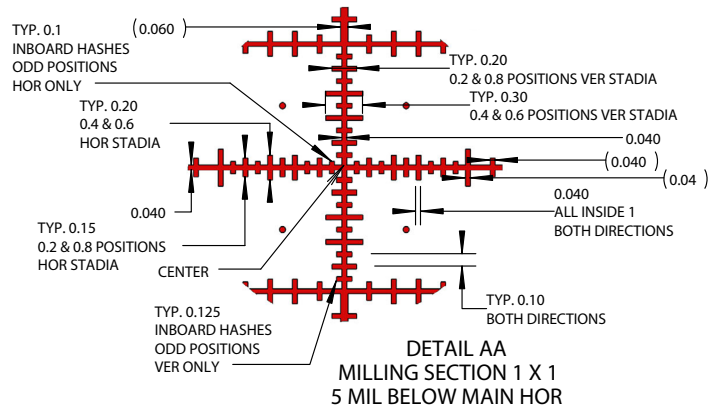 TYP. 0.1
INBOARD HASHES
ODD POSITIONS
HOR ONLY
(0.060)
TYP. 0.20
0.2 & 0.8 POSITIONS VER STADIA
TYP. 0.30
0.4 & 0.6 POSITIONS VER STADIA
TYP. 0.20
0.4 & 0.6
HOR STADIA
0.040
(0.040)
(0.04)
0.040
TYP. 0.15
0.2 & 0.8 POSITIONS
HOR STADIA
CENTER
0.040
ALL INSIDE 1
BOTH DIRECTIONS
TYP. 0.125
INBOARD HASHES
ODD POSITIONS
VER ONLY
TYP. 0.10
BOTH DIRECTIONS
DETAIL AA
MILLING SECTION 1 X 1
5 MIL BELOW MAIN HOR